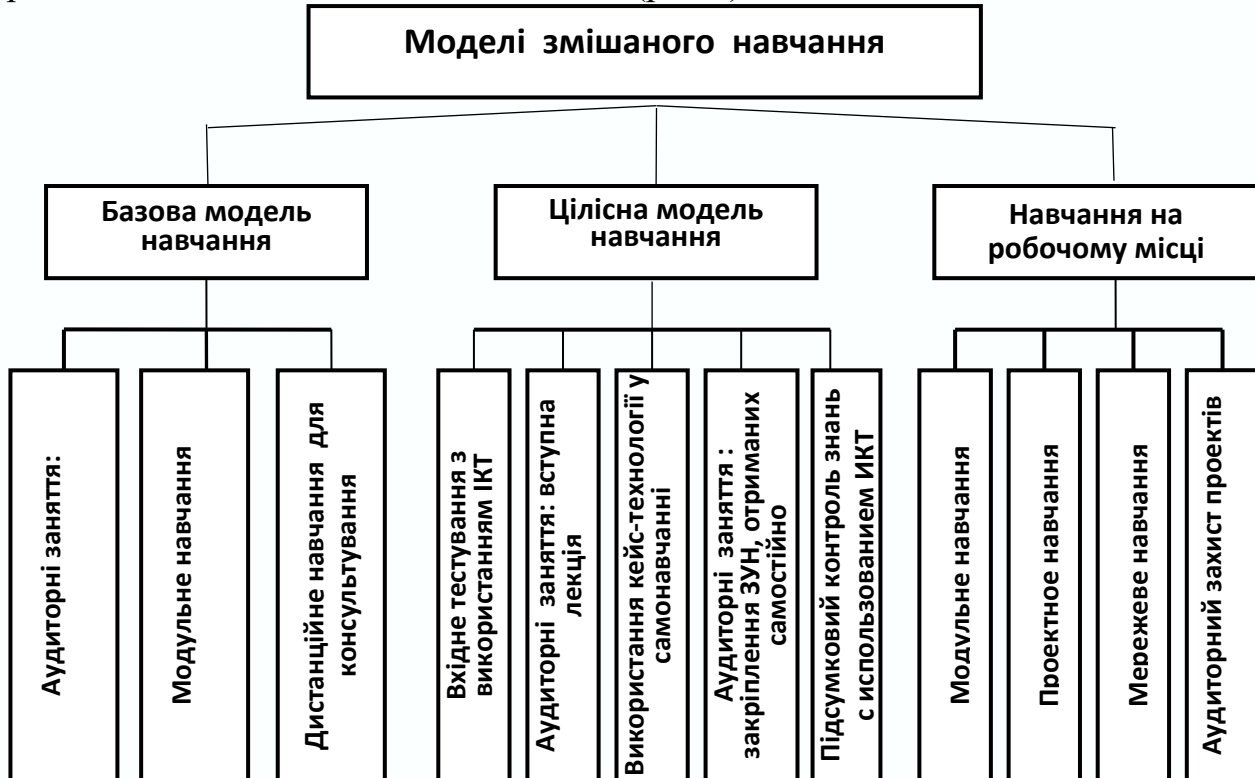 Моделі змішаного навчання
Базова модель
навчання
Цілісна модель
навчання
Навчання на
робочому місці
Аудиторні заняття:
Модульне навчання
Дистанційне навчання для
консультування
Вхідне тестування з
використанням ІКТ
Аудиторні заняття: вступна
лекція
Використання кейс-технології у
самонавчанні
Аудиторні заняття :
закріплення ЗУН, отриманих
самостійно
Підсумковий контроль знань
с использованием ИКТ
Модульне навчання
Проектное навчання
Мережеве навчання
Аудиторний захист проектів